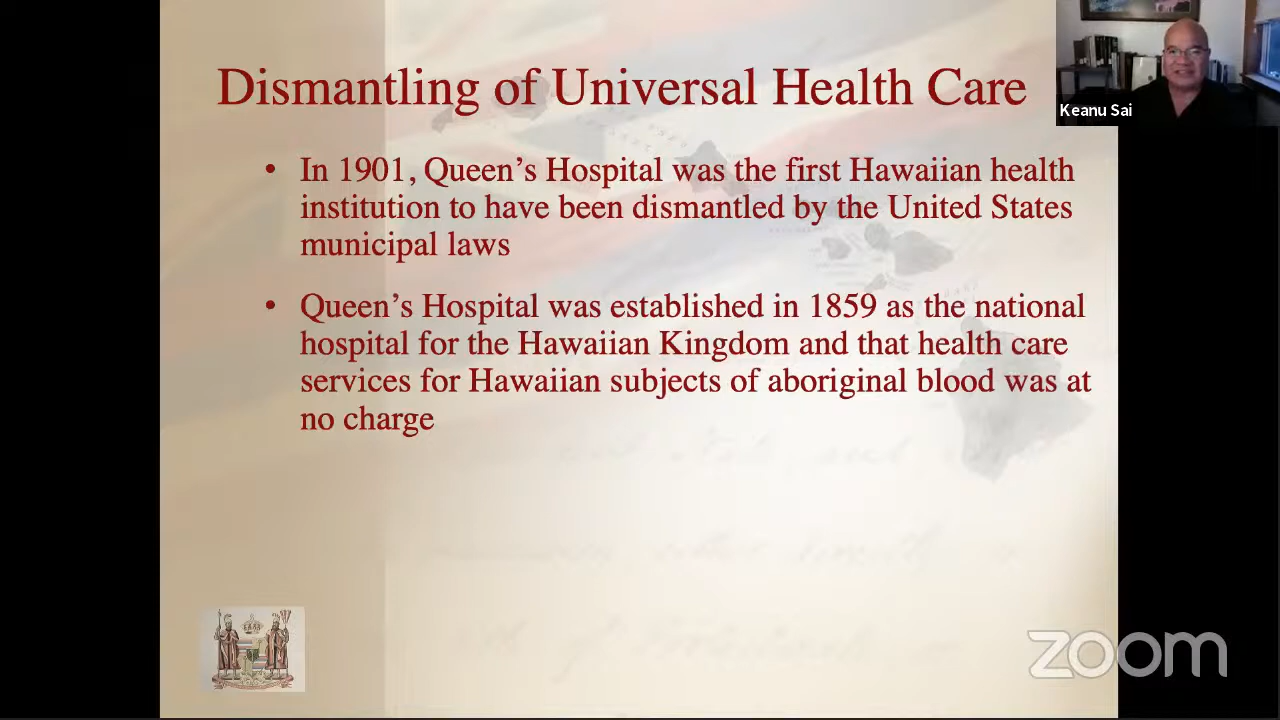 Dismantling of Universal Health Care
Keanu Sai
• In 1901, Queen’s Hospital was the first Hawaiian health
institution to have been dismantled by the United States
municipal laws
• Queen’s Hospital was established in 1859 as the national
hospital for the Hawaiian Kingdom and that health care
services for Hawaiian subjects of aboriginal blood was at
no charge
zoom